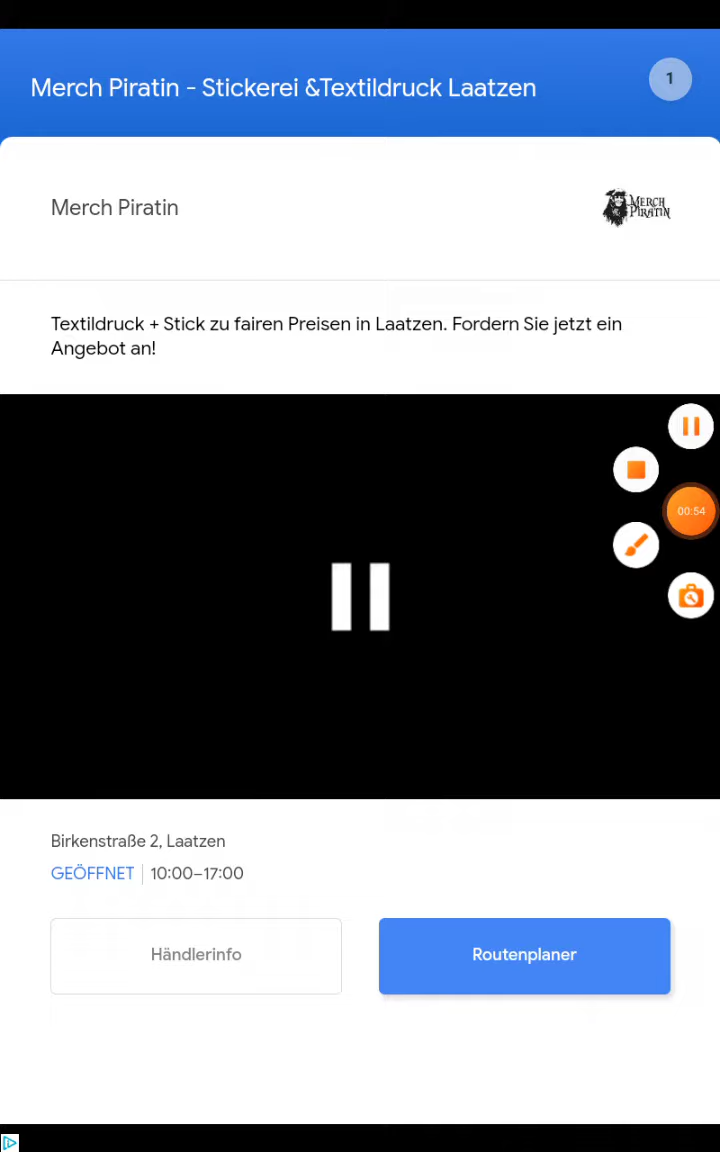 Merch Piratin - Stickerei &Textildruck Laatzen
1
Merch Piratin
MERCH
PIRATIN
Textildruck + Stick zu fairen Preisen in Laatzen. Fordern Sie jetzt ein
Angebot an!
00:54
Birkenstraße 2, Laatzen
GEÖFFNET
10:00–17:00
Händlerinfo
Routenplaner